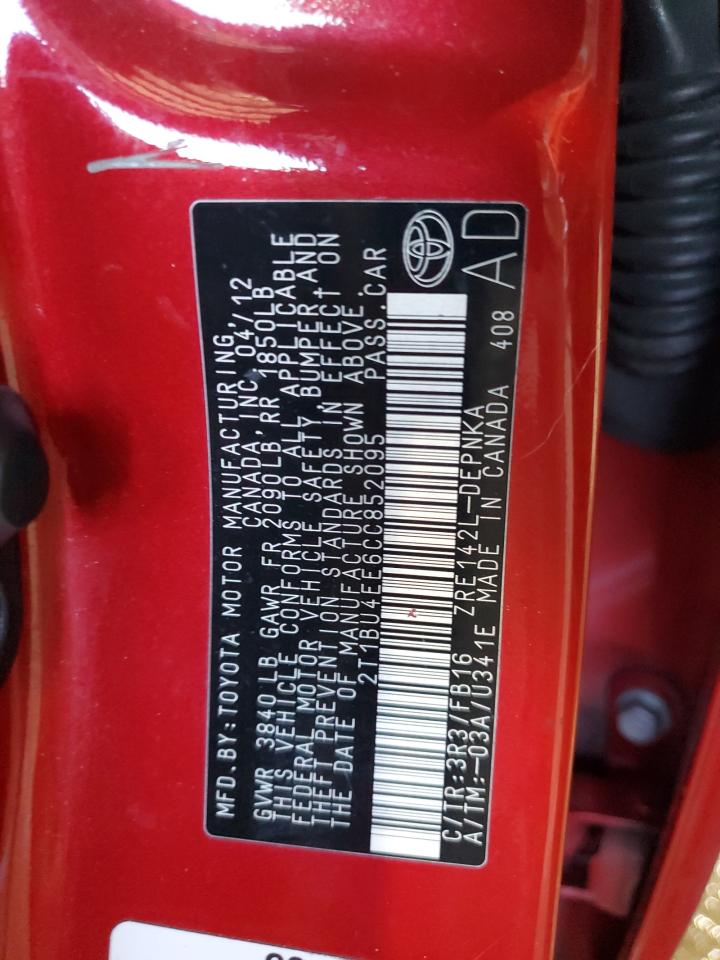 MFD. BY: TOYOTA MOTOR MANUFACTURING,
CANADA, INC. 04/12
GVWR 3840 LB GAWR FR 2090LB, RR 1850LB
THIS VEHICLE CONFORMS TO ALL APPLICABLE
FEDERAL MOTOR VEHICLE SAFETY, BUMPER, AND
THEFT PREVENTION STANDARDS IN EFFECT ON
THE DATE OF MANUFACTURE SHOWN ABOVE.
2T1BU4EE6CC852095 PASS.CAR
C/TR:3R3/FB16 ZRE142L-DEPNKA
A/TM:-03A/U341E MADE IN CANADA 408
AD